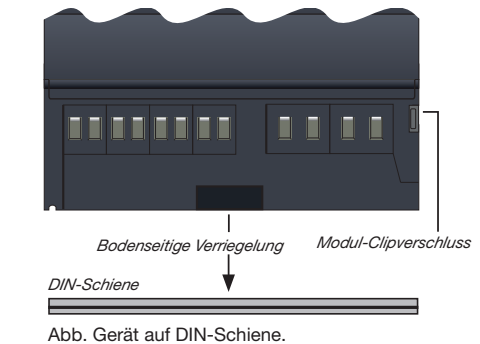 Bodenseitige Verriegelung
Modul-Clipverschluss
DIN-Schiene
Abb. Gerät auf DIN-Schiene.